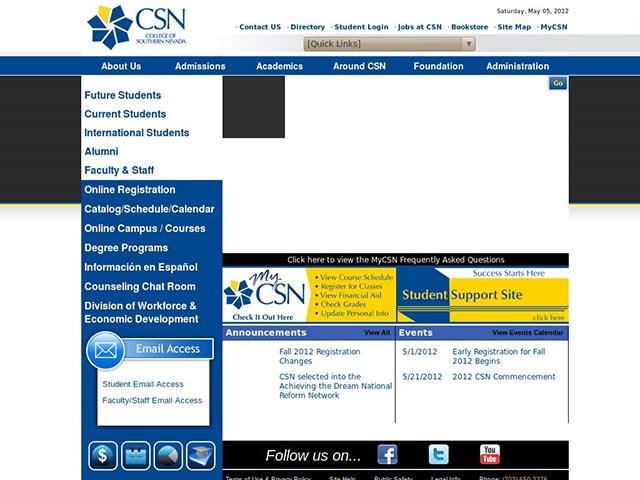 Saturday, May 05, 2012
CSN
COLLEGE OF
SOUTHERN NEVADA
Contact US
Directory
Student Login
Jobs at CSN
Bookstore
Site Map
MyCSN
[Quick Links]
About Us
Admissions
Academics
Around CSN
Foundation
Administration
Go
Future Students
Current Students
International Students
Alumni
Faculty & Staff
Online Registration
Catalog/Schedule/Calendar
Online Campus / Courses
Degree Programs
Información en Español
Counseling Chat Room
Division of Workforce &
Economic Development
Email Access
Student Email Access
Faculty/Staff Email Access
Click here to view the MyCSN Frequently Asked Questions
My
CSN
Check It Out Here
• View Course Schedule
• Register for Classes
• View Financial Aid
• Check Grades
• Update Personal Info
Success Starts Here
Student Support Site
click here
Announcements
View All
Fall 2012 Registration
Changes
CSN selected into the
Achieving the Dream National
Reform Network
Events
View Events Calendar
5/1/2012
Early Registration for Fall
2012 Begins
5/21/2012
2012 CSN Commencement
Follow us on...
You
Tube
Terms of Use & Privacy Policy
Site Help
Public Safety
Legal Info
Phone: (702) 650 2276